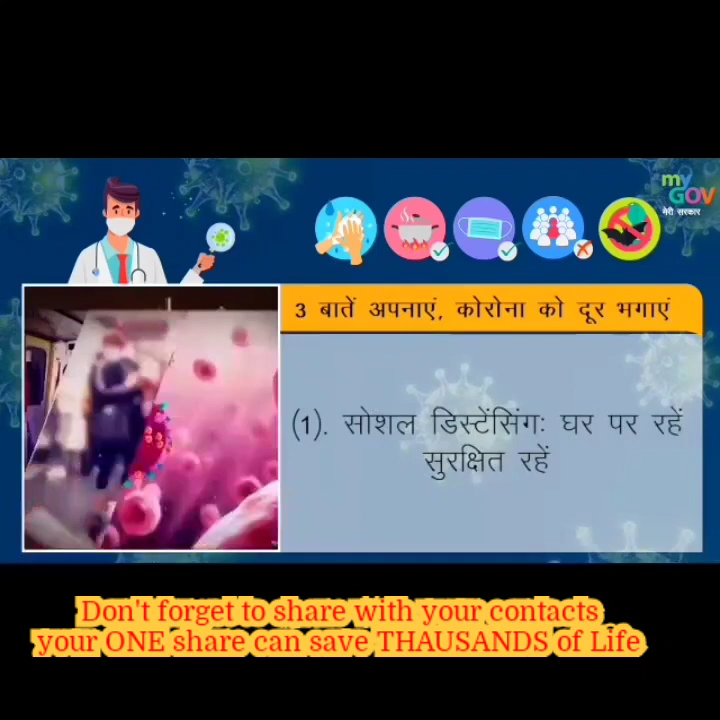 my
GOV
मेरी सरकार
3 बातें अपनाएं, कोरोना को दूर भगाएं
(1). सोशल डिस्टेंसिंगः घर पर रहें
सुरक्षित रहें
Don't forget to share with your contacts
your ONE share can save THAUSANDS of Life